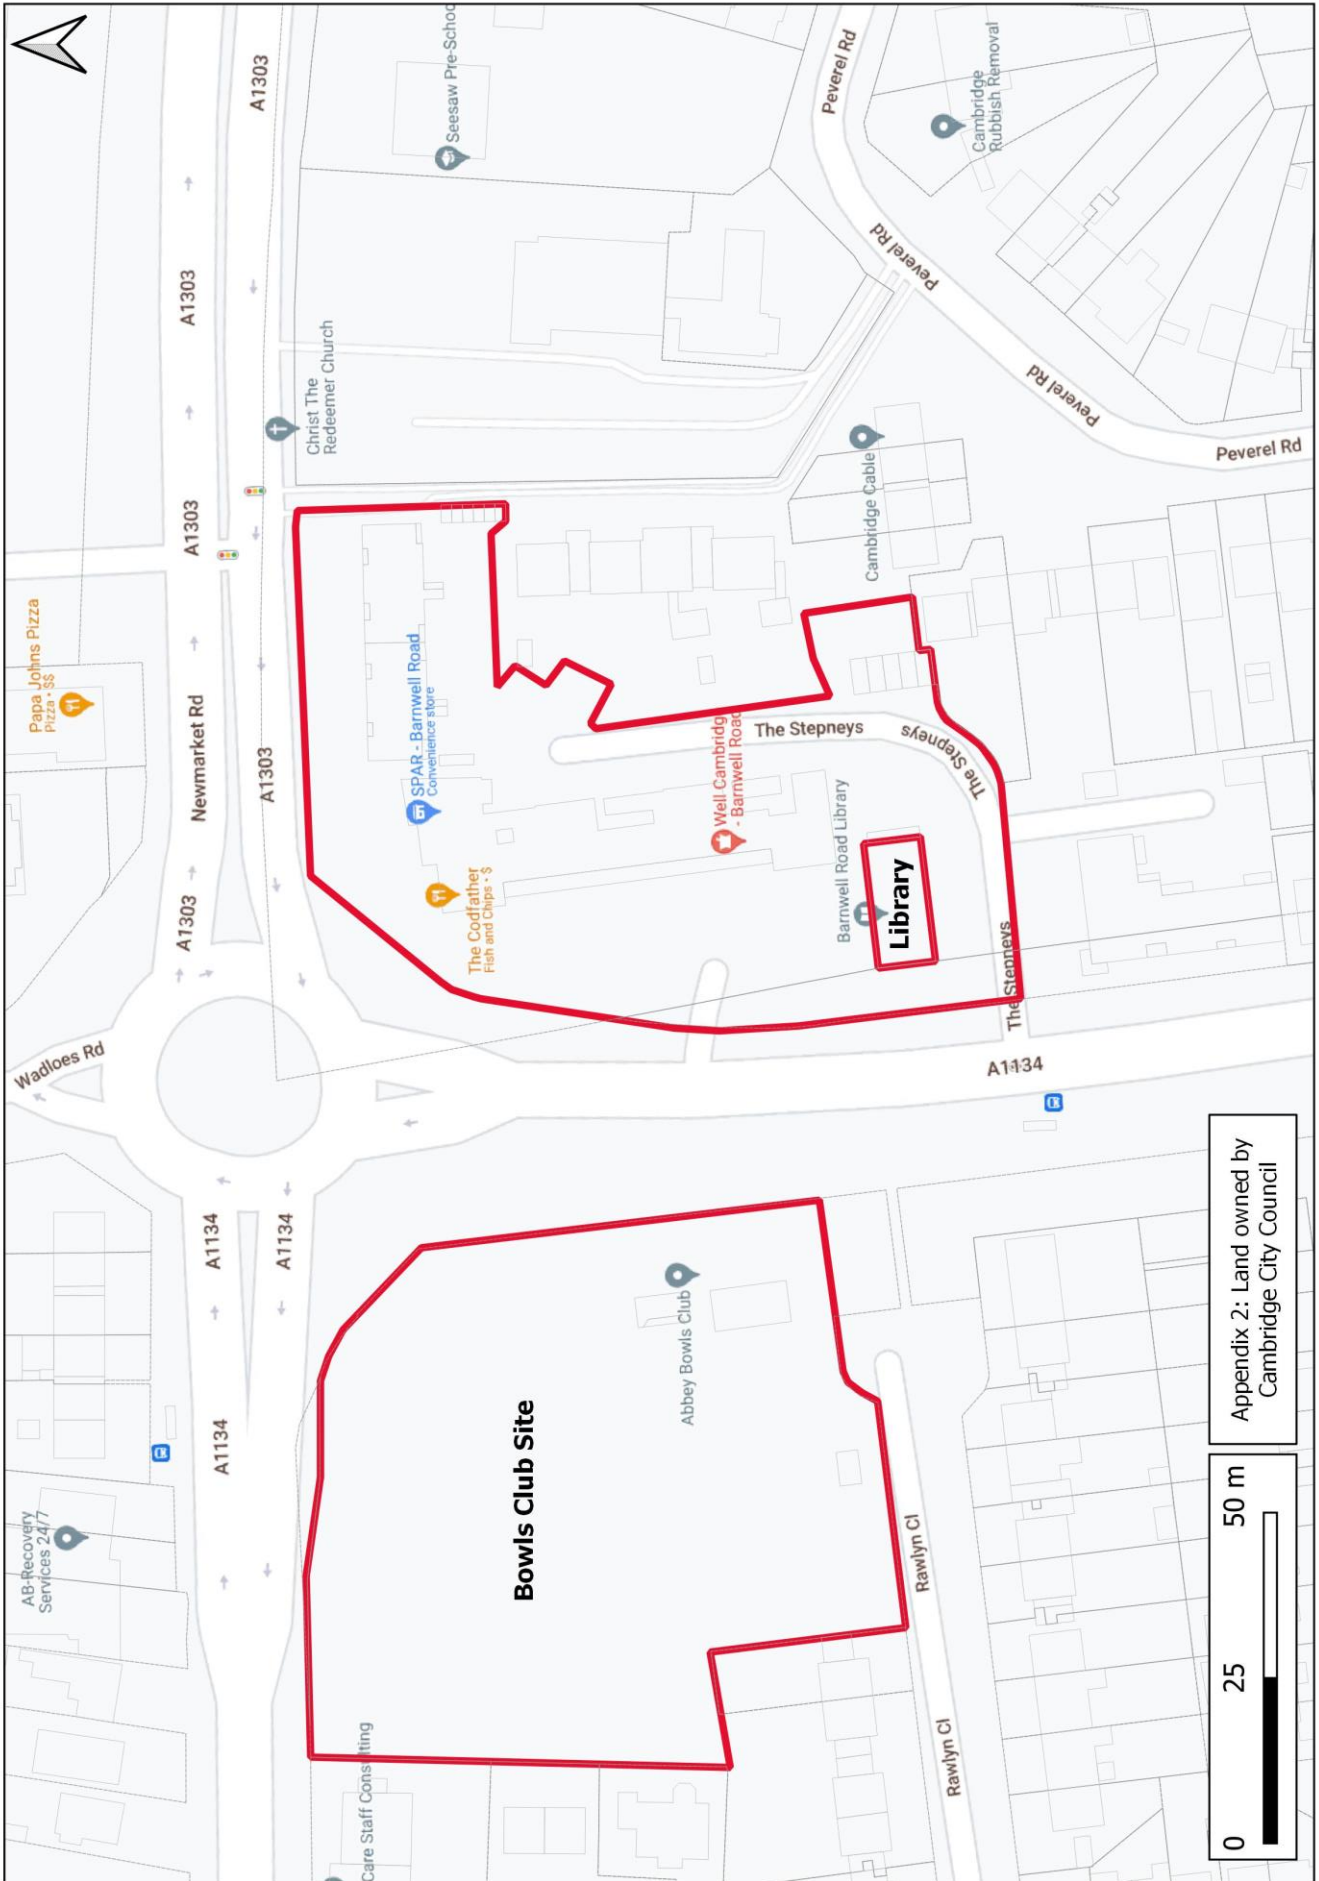 AB-Recovery
Services 24/7
Wadloes Rd
Papa Johns Pizza
Pizza • $$
A1134
A1134
A1303
Newmarket Rd
A1303
A1303
A1303
A1134
A1303
A1303
Care Staff Consulting
Christ The
Redeemer Church
Seesaw Pre-Schoo
SPAR - Barnwell Road
Convenience store
The Codfather
Fish and Chips • $
Bowls Club Site
Abbey Bowls Club
Well Cambridg
- Barnwell Road
The Stepneys
Peverel Rd
Barnwell Road Library
Library
Cambridge Cable
The Stepneys
Peverel Rd
Cambridge
Rubbish Removal
Rawlyn Cl
Rawlyn Cl
A1134
The Stepneys
Peverel Rd
Peverel Rd
0 25 50 m
Appendix 2: Land owned by
Cambridge City Council